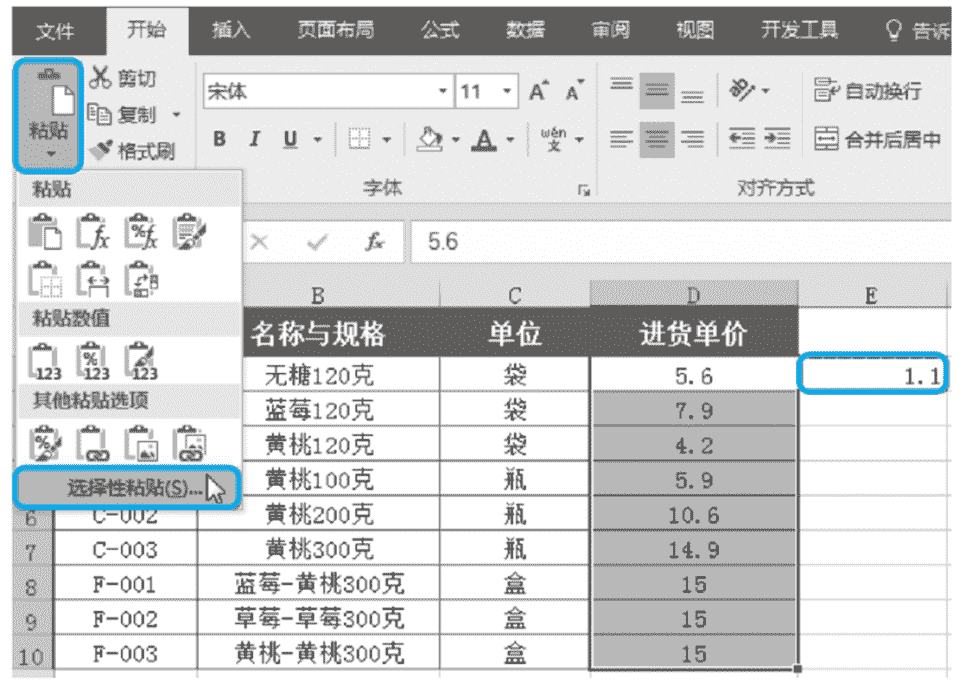 文件 开始 插入 页面布局 公式 数据 审阅 视图 开发工具 告诉
粘贴 剪切 复制 格式刷
宋体 11 A A 自动换行
B I U A wén 文 合并后居中
字体 对齐方式
粘贴
粘贴数值
123 123 123
其他粘贴选项
选择性粘贴(S)...
fx 5.6
B C D E
名称与规格 单位 进货单价
无糖120克 袋 5.6 1.1
蓝莓120克 袋 7.9
黄桃120克 袋 4.2
黄桃100克 瓶 5.9
6 C-002 黄桃200克 瓶 10.6
7 C-003 黄桃300克 瓶 14.9
8 F-001 蓝莓-黄桃300克 盒 15
9 F-002 草莓-草莓300克 盒 15
10 F-003 黄桃-黄桃300克 盒 15